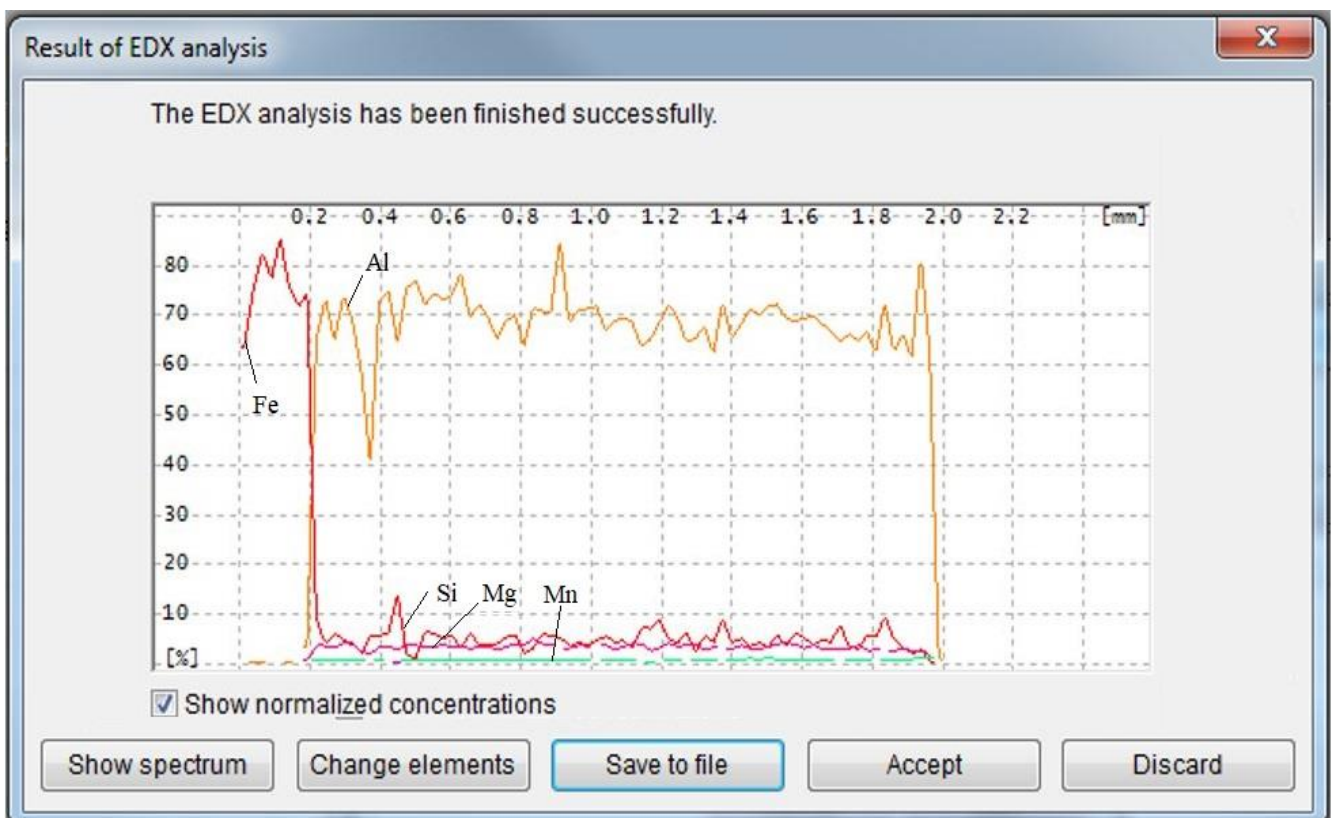 Result of EDX analysis
X
The EDX analysis has been finished successfully.
0.2 0.4 0.6 0.8 1.0 1.2 1.4 1.6 1.8 2.0 2.2 [mm]
80
Al
70
60
Fe
50
40
30
20
Si Mg Mn
10
[%]
Show normalized concentrations
Show spectrum Change elements Save to file Accept Discard